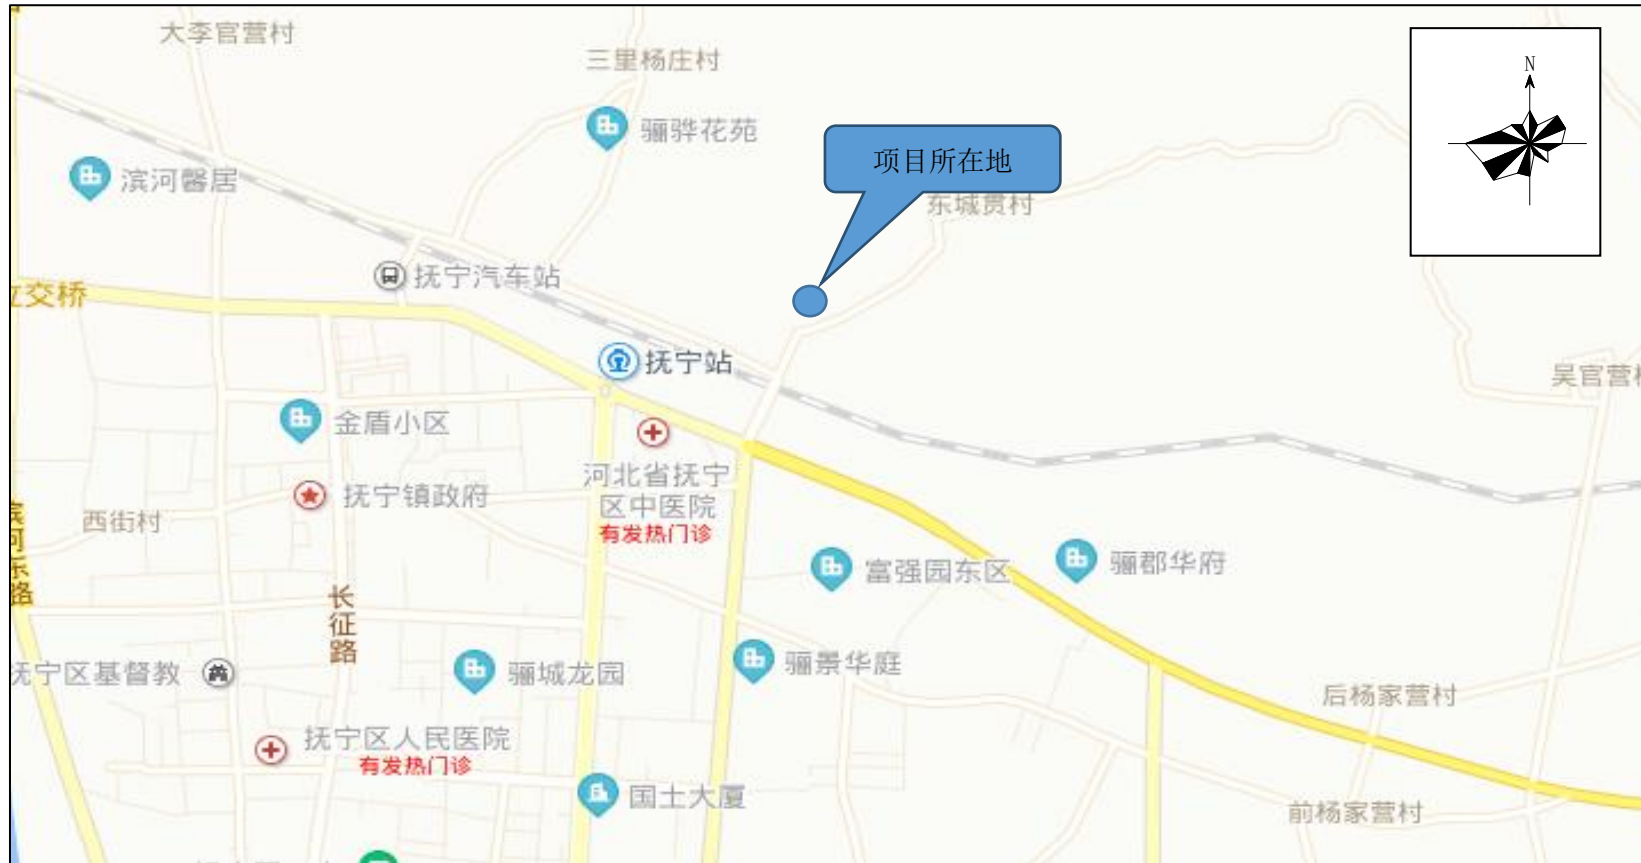 大李官营村
三里杨庄村
N
骊骅花苑
项目所在地
滨河馨居
东城贯村
抚宁汽车站
立交桥
抚宁站
吴官营村
金盾小区
河北省抚宁
区中医院
有发热门诊
抚宁镇政府
西街村
滨河东路
富强园东区
骊郡华府
长征路
抚宁区基督教
骊城龙园
骊景华庭
后杨家营村
抚宁区人民医院
有发热门诊
国士大厦
前杨家营村